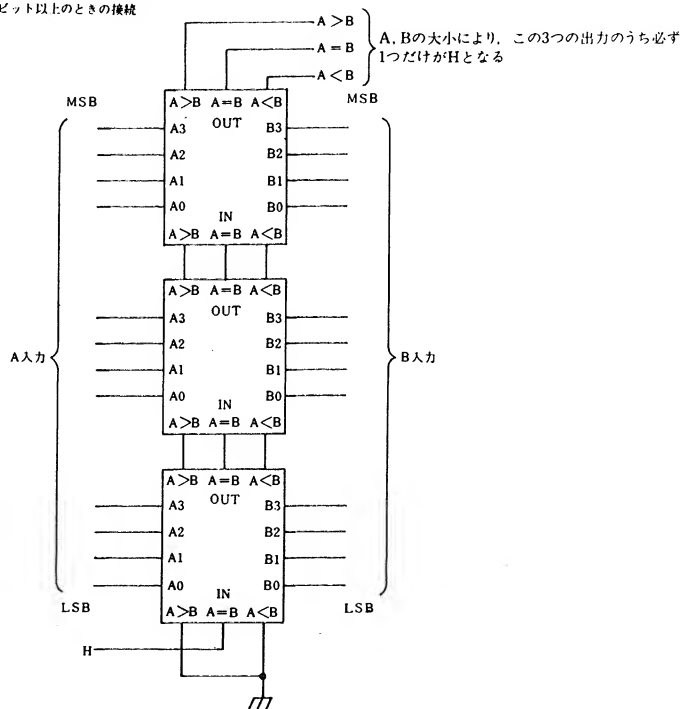 ビット以上のときの接続
A>B
A=B
A<B
A, Bの大小により, この3つの出力のうち必ず
1つだけがHとなる
MSB
MSB
A>B A=B A<B
OUT
A3 B3
A2 B2
A1 B1
A0 B0
IN
A>B A=B A<B
A>B A=B A<B
OUT
A3 B3
A2 B2
A入力
B入力
A1 B1
A0 B0
IN
A>B A=B A<B
A>B A=B A<B
OUT
A3 B3
A2 B2
A1 B1
A0 B0
IN
LSB
LSB
A>B A=B A<B
H